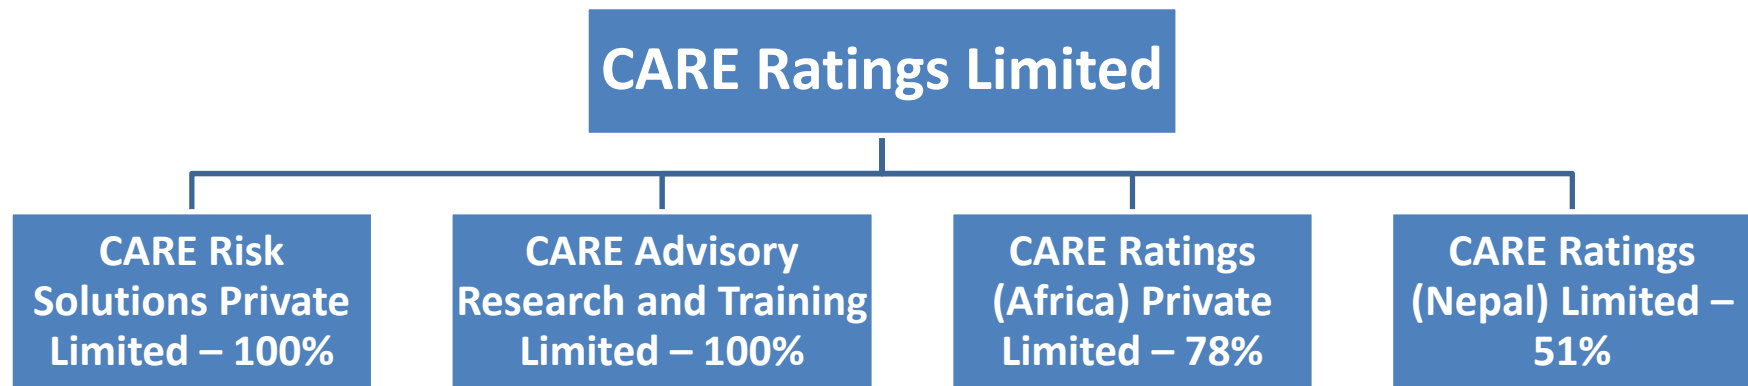 CARE Ratings Limited
CARE Risk
Solutions Private
Limited – 100%
CARE Advisory
Research and Training
Limited – 100%
CARE Ratings
(Africa) Private
Limited – 78%
CARE Ratings
(Nepal) Limited –
51%